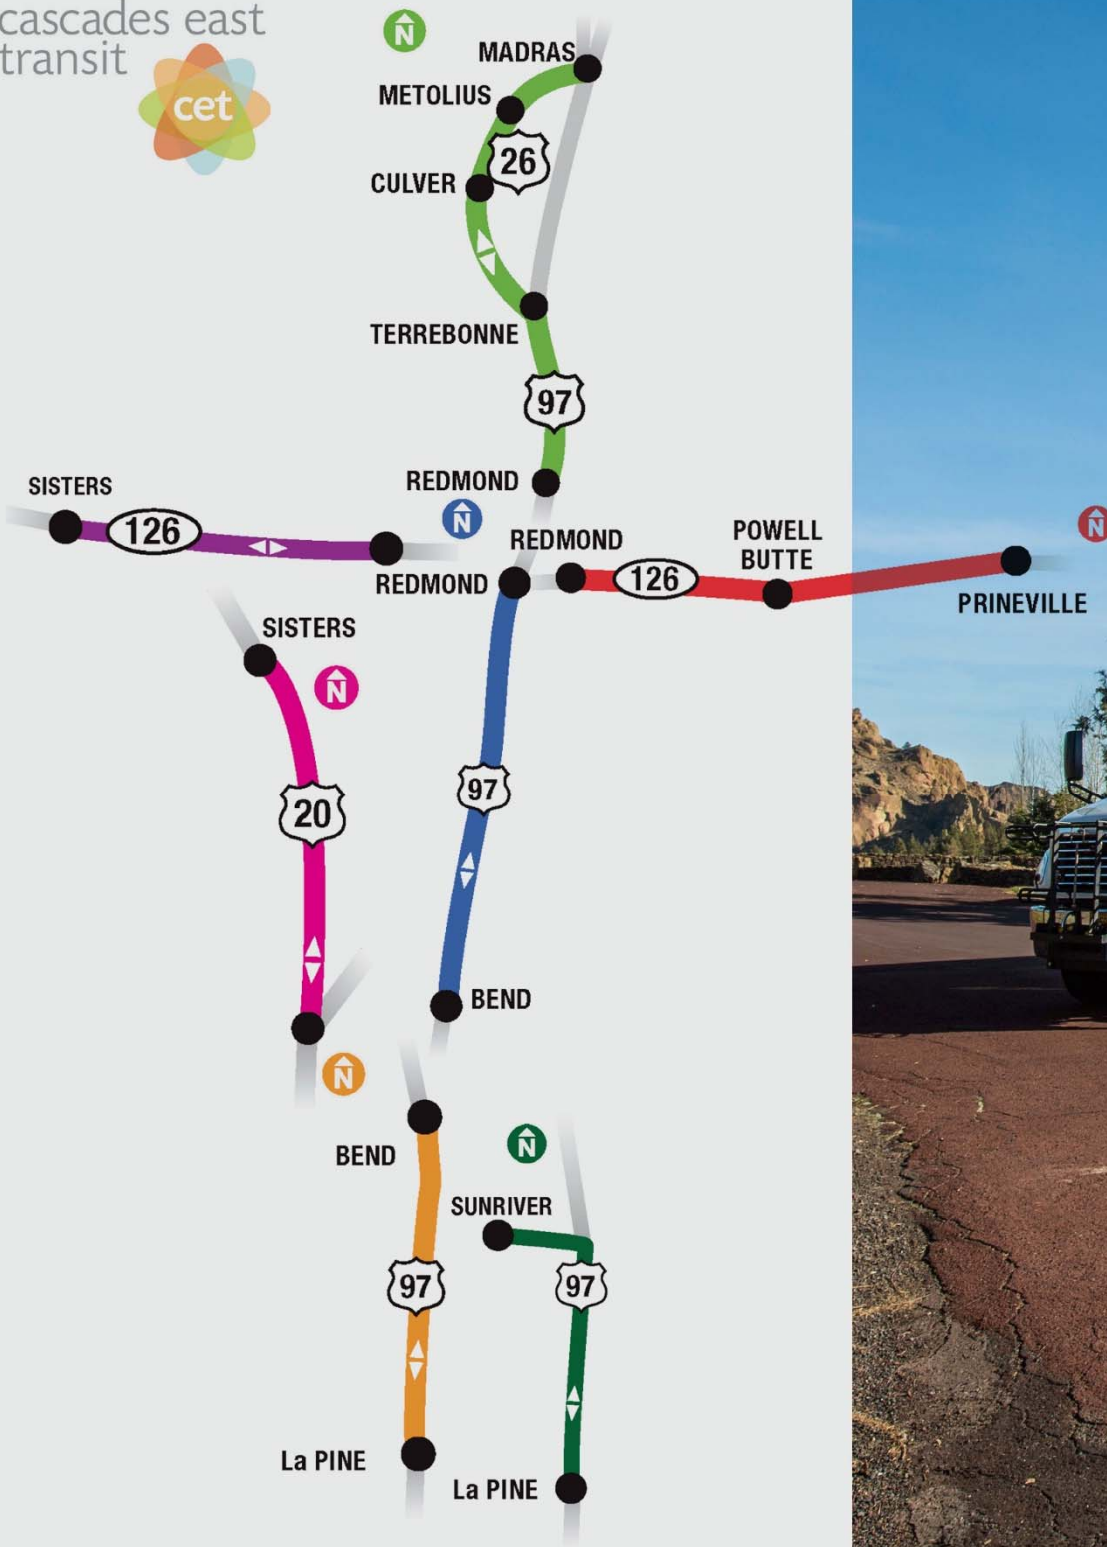 cascades east
transit
cet
N
MADRAS
METOLIUS
26
CULVER
TERREBONNE
97
REDMOND
SISTERS
126
N
REDMOND
REDMOND
126
POWELL
BUTTE
N
PRINEVILLE
SISTERS
N
20
97
BEND
N
BEND
N
SUNRIVER
97
97
La PINE
La PINE